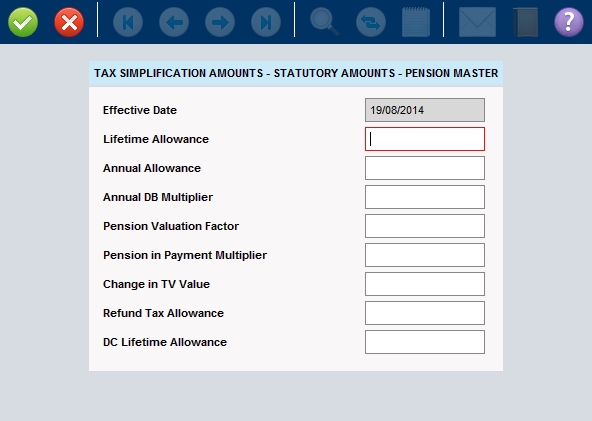 ?
TAX SIMPLIFICATION AMOUNTS - STATUTORY AMOUNTS - PENSION MASTER
Effective Date 19/08/2014
Lifetime Allowance
Annual Allowance
Annual DB Multiplier
Pension Valuation Factor
Pension in Payment Multiplier
Change in TV Value
Refund Tax Allowance
DC Lifetime Allowance